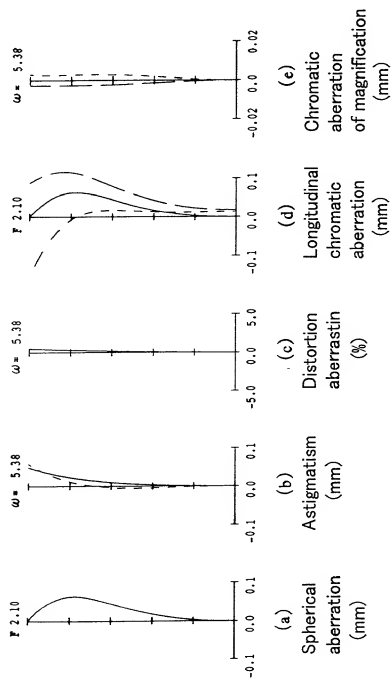 F 2.10
-0.1 0.0 0.1
(a)
Spherical
aberration
(mm)
ω= 5.38
-0.1 0.0 0.1
(b)
Astigmatism
(mm)
ω= 5.38
-5.0 0.0 5.0
(c)
Distortion
aberrastin
(%)
F 2.10
-0.1 0.0 0.1
(d)
Longitudinal
chromatic
aberration
(mm)
ω= 5.38
-0.02 0.0 0.02
(e)
Chromatic
aberration
of magnification
(mm)